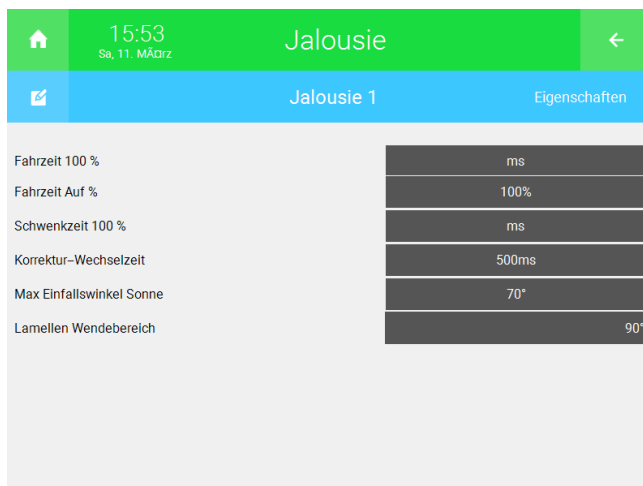 15:53
Jalousie
Sa, 11. MÃ¤rz
Jalousie 1
Eigenschaften
Fahrzeit 100 %
ms
Fahrzeit Auf %
100%
Schwenkzeit 100 %
ms
Korrektur–Wechselzeit
500ms
Max Einfallswinkel Sonne
70°
Lamellen Wendebereich
90°